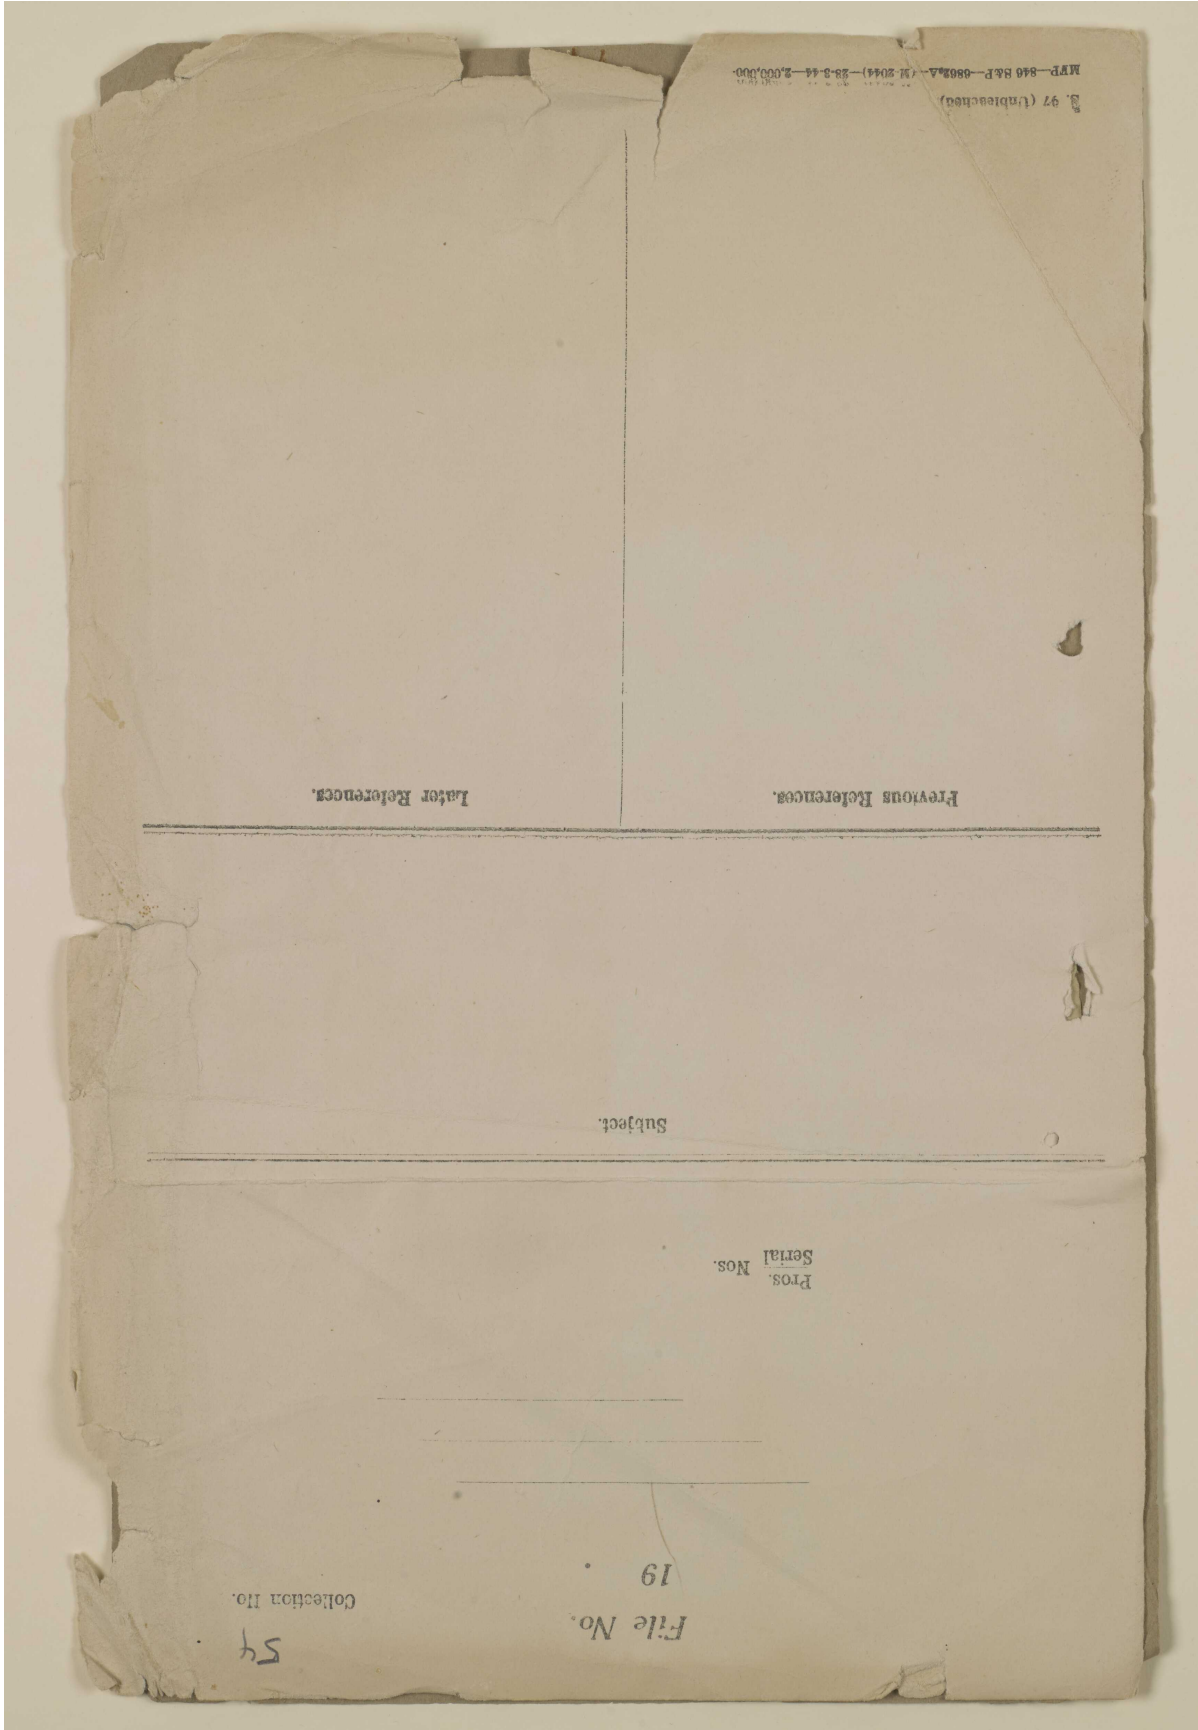 54
File No. Collection No.
19 .
Pros.
Serial Nos.
Subject.
Previous References. Later References.
S. 97 (Unbleached)
MFP—846 S&P—6862,A—(M-2044)—28-3-44—2,000,000.